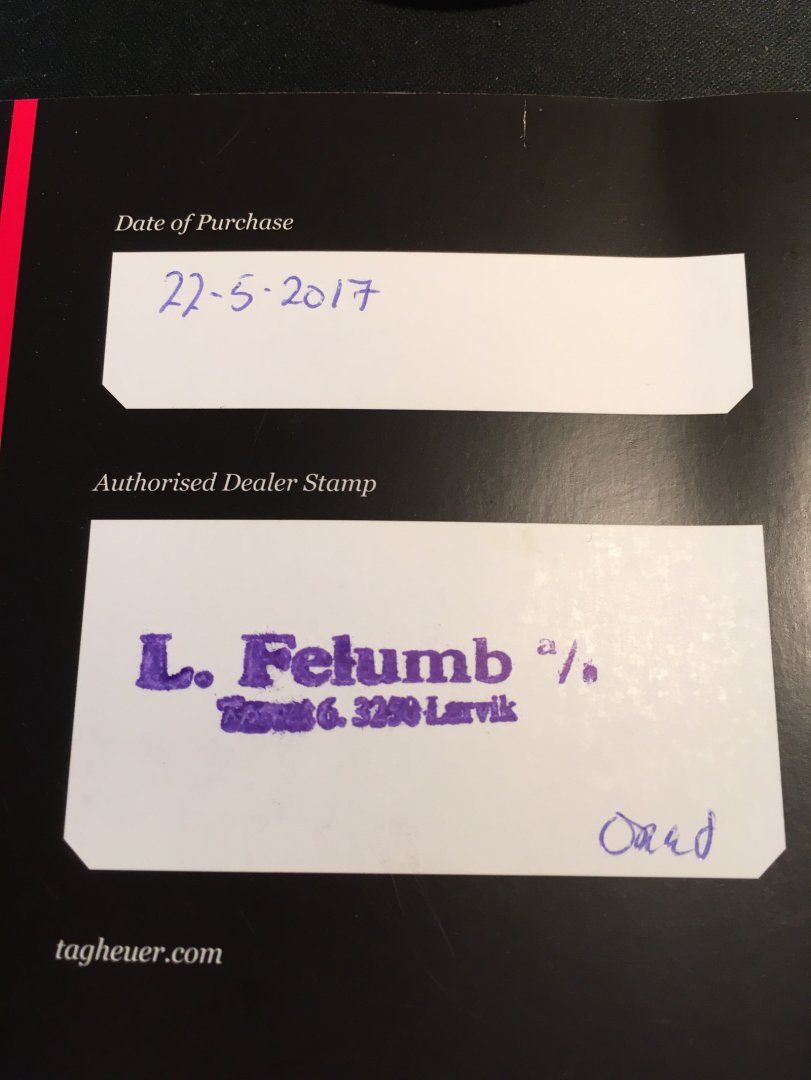 Date of Purchase
22-5-2017
Authorised Dealer Stamp
L. Felumb a/s
6. 3250 Larvik
tagheuer.com